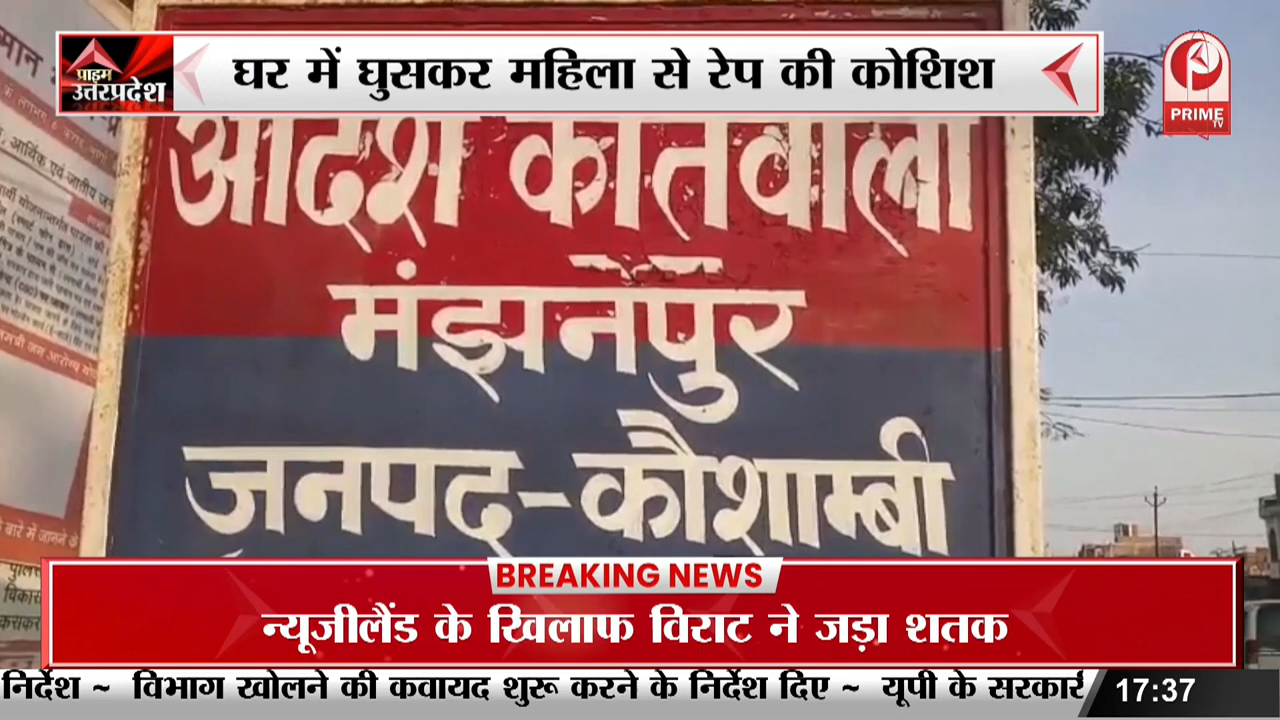 घर में घुसकर महिला से रेप की कोशिश
प्राइम
उत्तरप्रदेश
PRIME
TV
आदर्श कोतवाली
मंझनपुर
जनपद-कौशाम्बी
BREAKING NEWS
न्यूजीलैंड के खिलाफ विराट ने जड़ा शतक
निर्देश ~ विभाग खोलने की कवायद शुरू करने के निर्देश दिए ~ यूपी के सरकारी
17:37